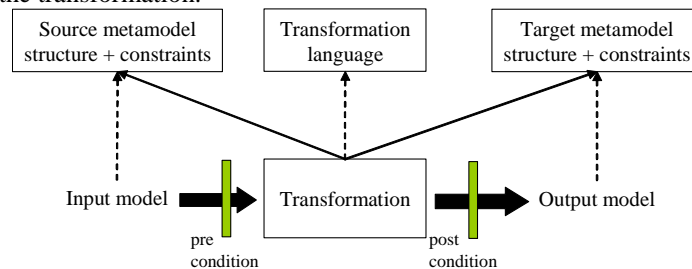 the transformation.
Source metamodel
structure + constraints
Transformation
language
Target metamodel
structure + constraints
Input model
Transformation
Output model
pre
condition
post
condition